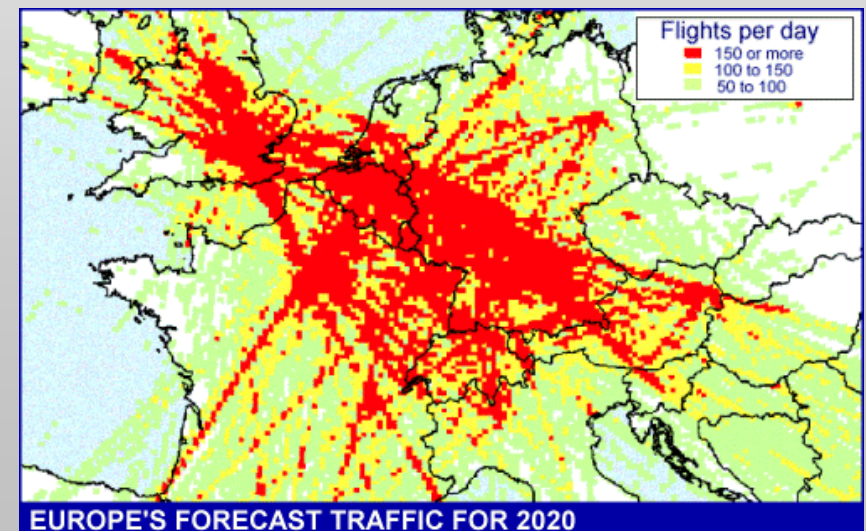 Flights per day
150 or more
100 to 150
50 to 100
EUROPE'S FORECAST TRAFFIC FOR 2020